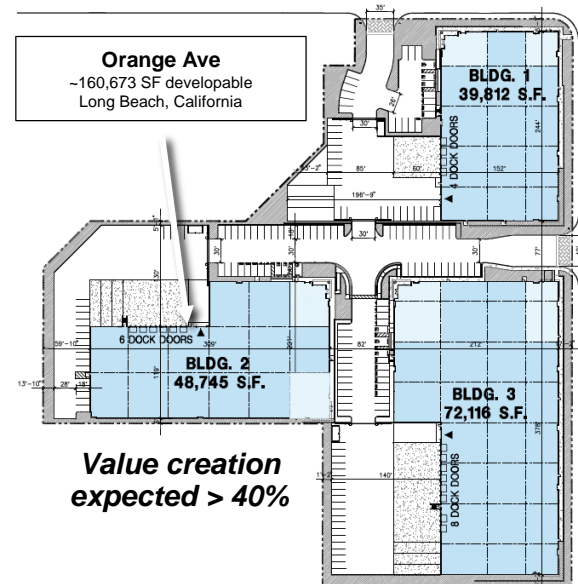 35'
Orange Ave
~160,673 SF developable
Long Beach, California
BLDG. 1
39,812 S.F.
244'
26'
30'
4 DOCK DOORS
85'
60'
152'
196'-9"
30'
30'
30'
30'
77'
6 DOCK DOORS
309'
BLDG. 2
48,745 S.F.
59'-10"
13'-10"
28'
18'
119'
82'
212'
BLDG. 3
72,116 S.F.
378'
8 DOCK DOORS
140'
Value creation
expected > 40%